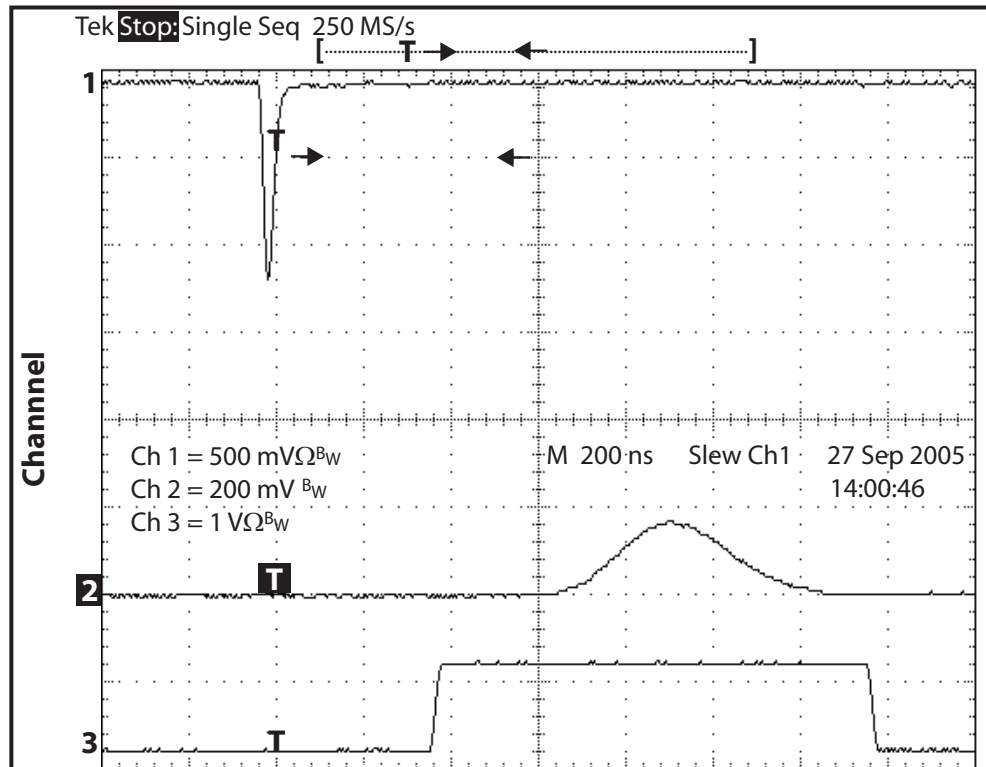 Tek Stop: Single Seq 250 MS/s
[ T ]
1
T
Channel
Ch 1 = 500 mVΩBW
Ch 2 = 200 mV BW
Ch 3 = 1 VΩBW
M 200 ns Slew Ch1 27 Sep 2005
14:00:46
2 T
3 T